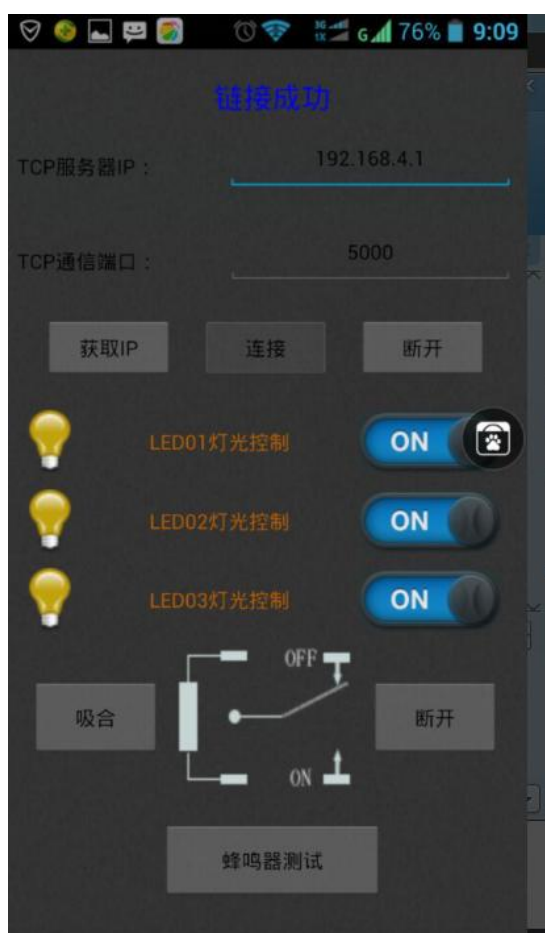 3G
1X
G
76%
9:09
链接成功
TCP服务器IP：
192.168.4.1
TCP通信端口：
5000
获取IP
连接
断开
LED01灯光控制
ON
LED02灯光控制
ON
LED03灯光控制
ON
OFF
吸合
断开
ON
蜂鸣器测试